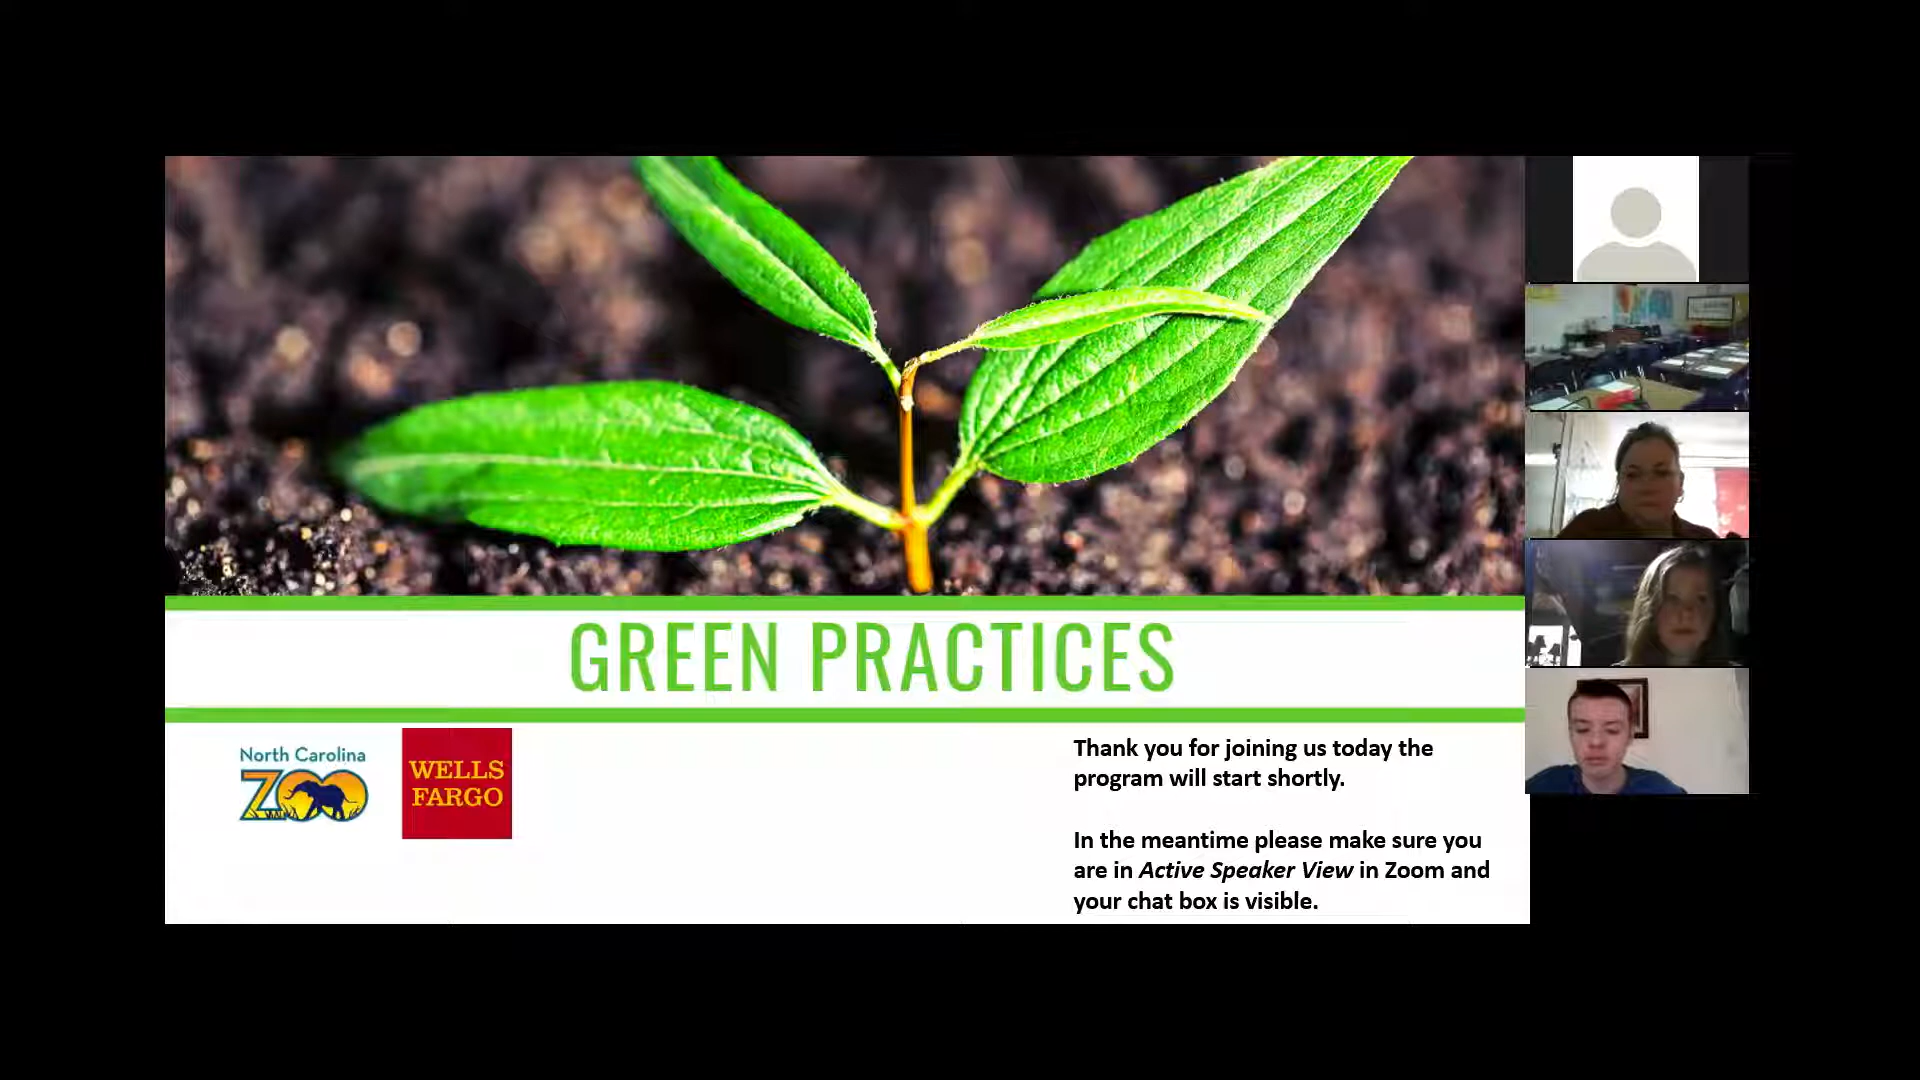 GREEN PRACTICES
North Carolina
ZOO
WELLS
FARGO
Thank you for joining us today the
program will start shortly.
In the meantime please make sure you
are in Active Speaker View in Zoom and
your chat box is visible.